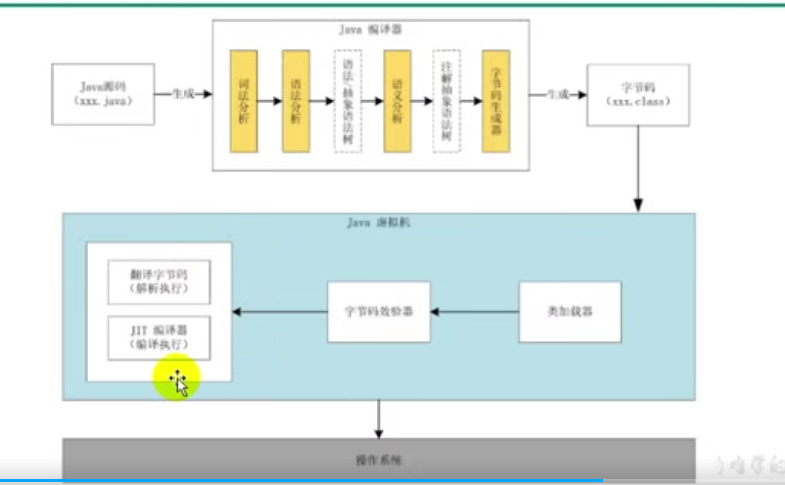 Java 编译器
Java源码
（xxx.java）
生成
词法分析
语法分析
语法/抽象语法树
语义分析
注解抽象语法树
字节码生成器
生成
字节码
（xxx.class）
Java 虚拟机
翻译字节码
（解析执行）
JIT 编译器
（编译执行）
字节码效验器
类加载器
操作系统